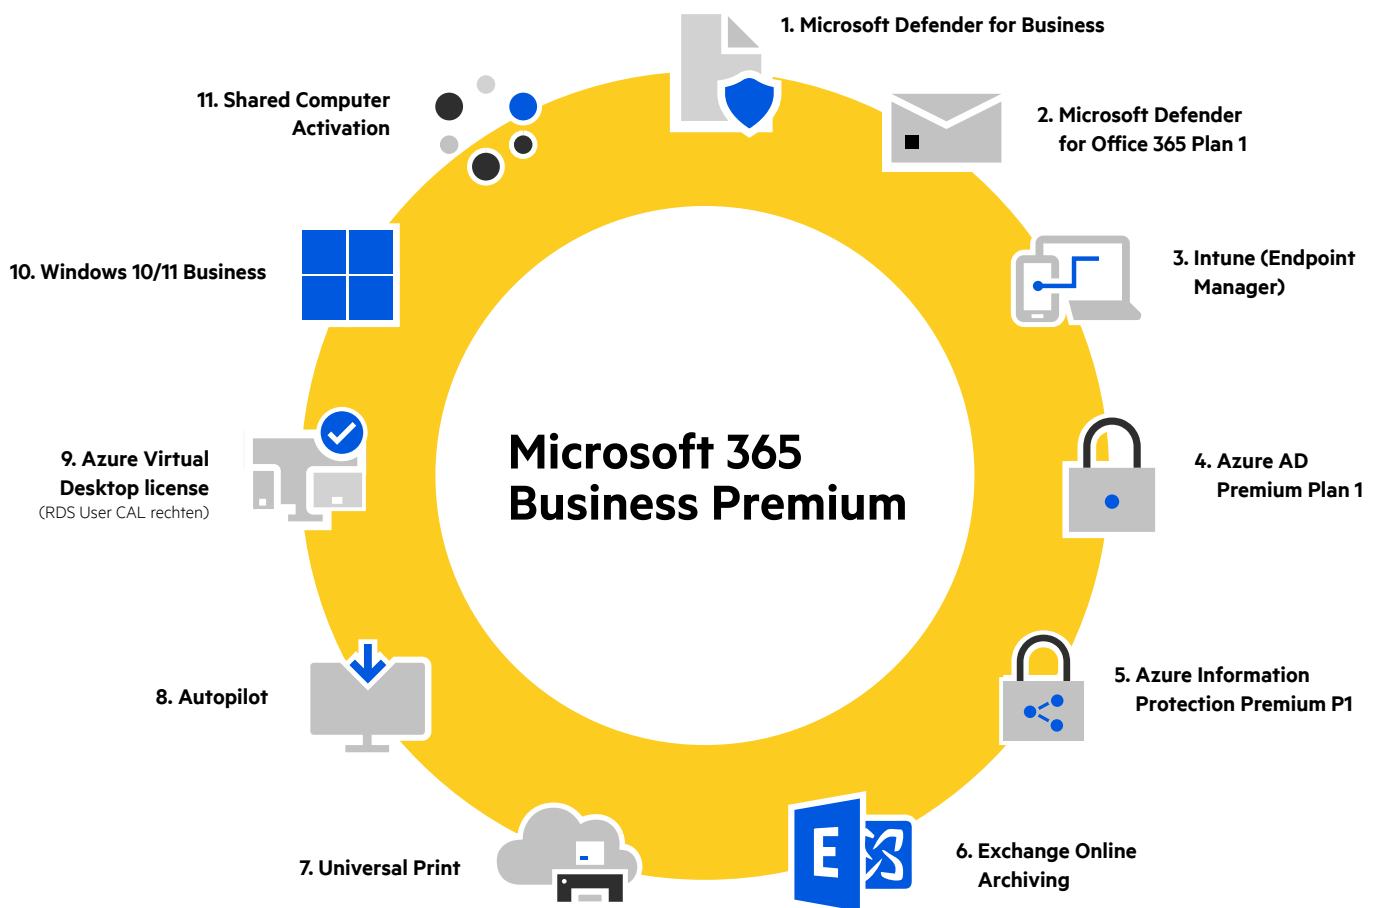 1. Microsoft Defender for Business
2. Microsoft Defender
for Office 365 Plan 1
3. Intune (Endpoint
Manager)
4. Azure AD
Premium Plan 1
5. Azure Information
Protection Premium P1
6. Exchange Online
Archiving
7. Universal Print
8. Autopilot
9. Azure Virtual
Desktop license
(RDS User CAL rechten)
10. Windows 10/11 Business
11. Shared Computer
Activation
Microsoft 365
Business Premium
E